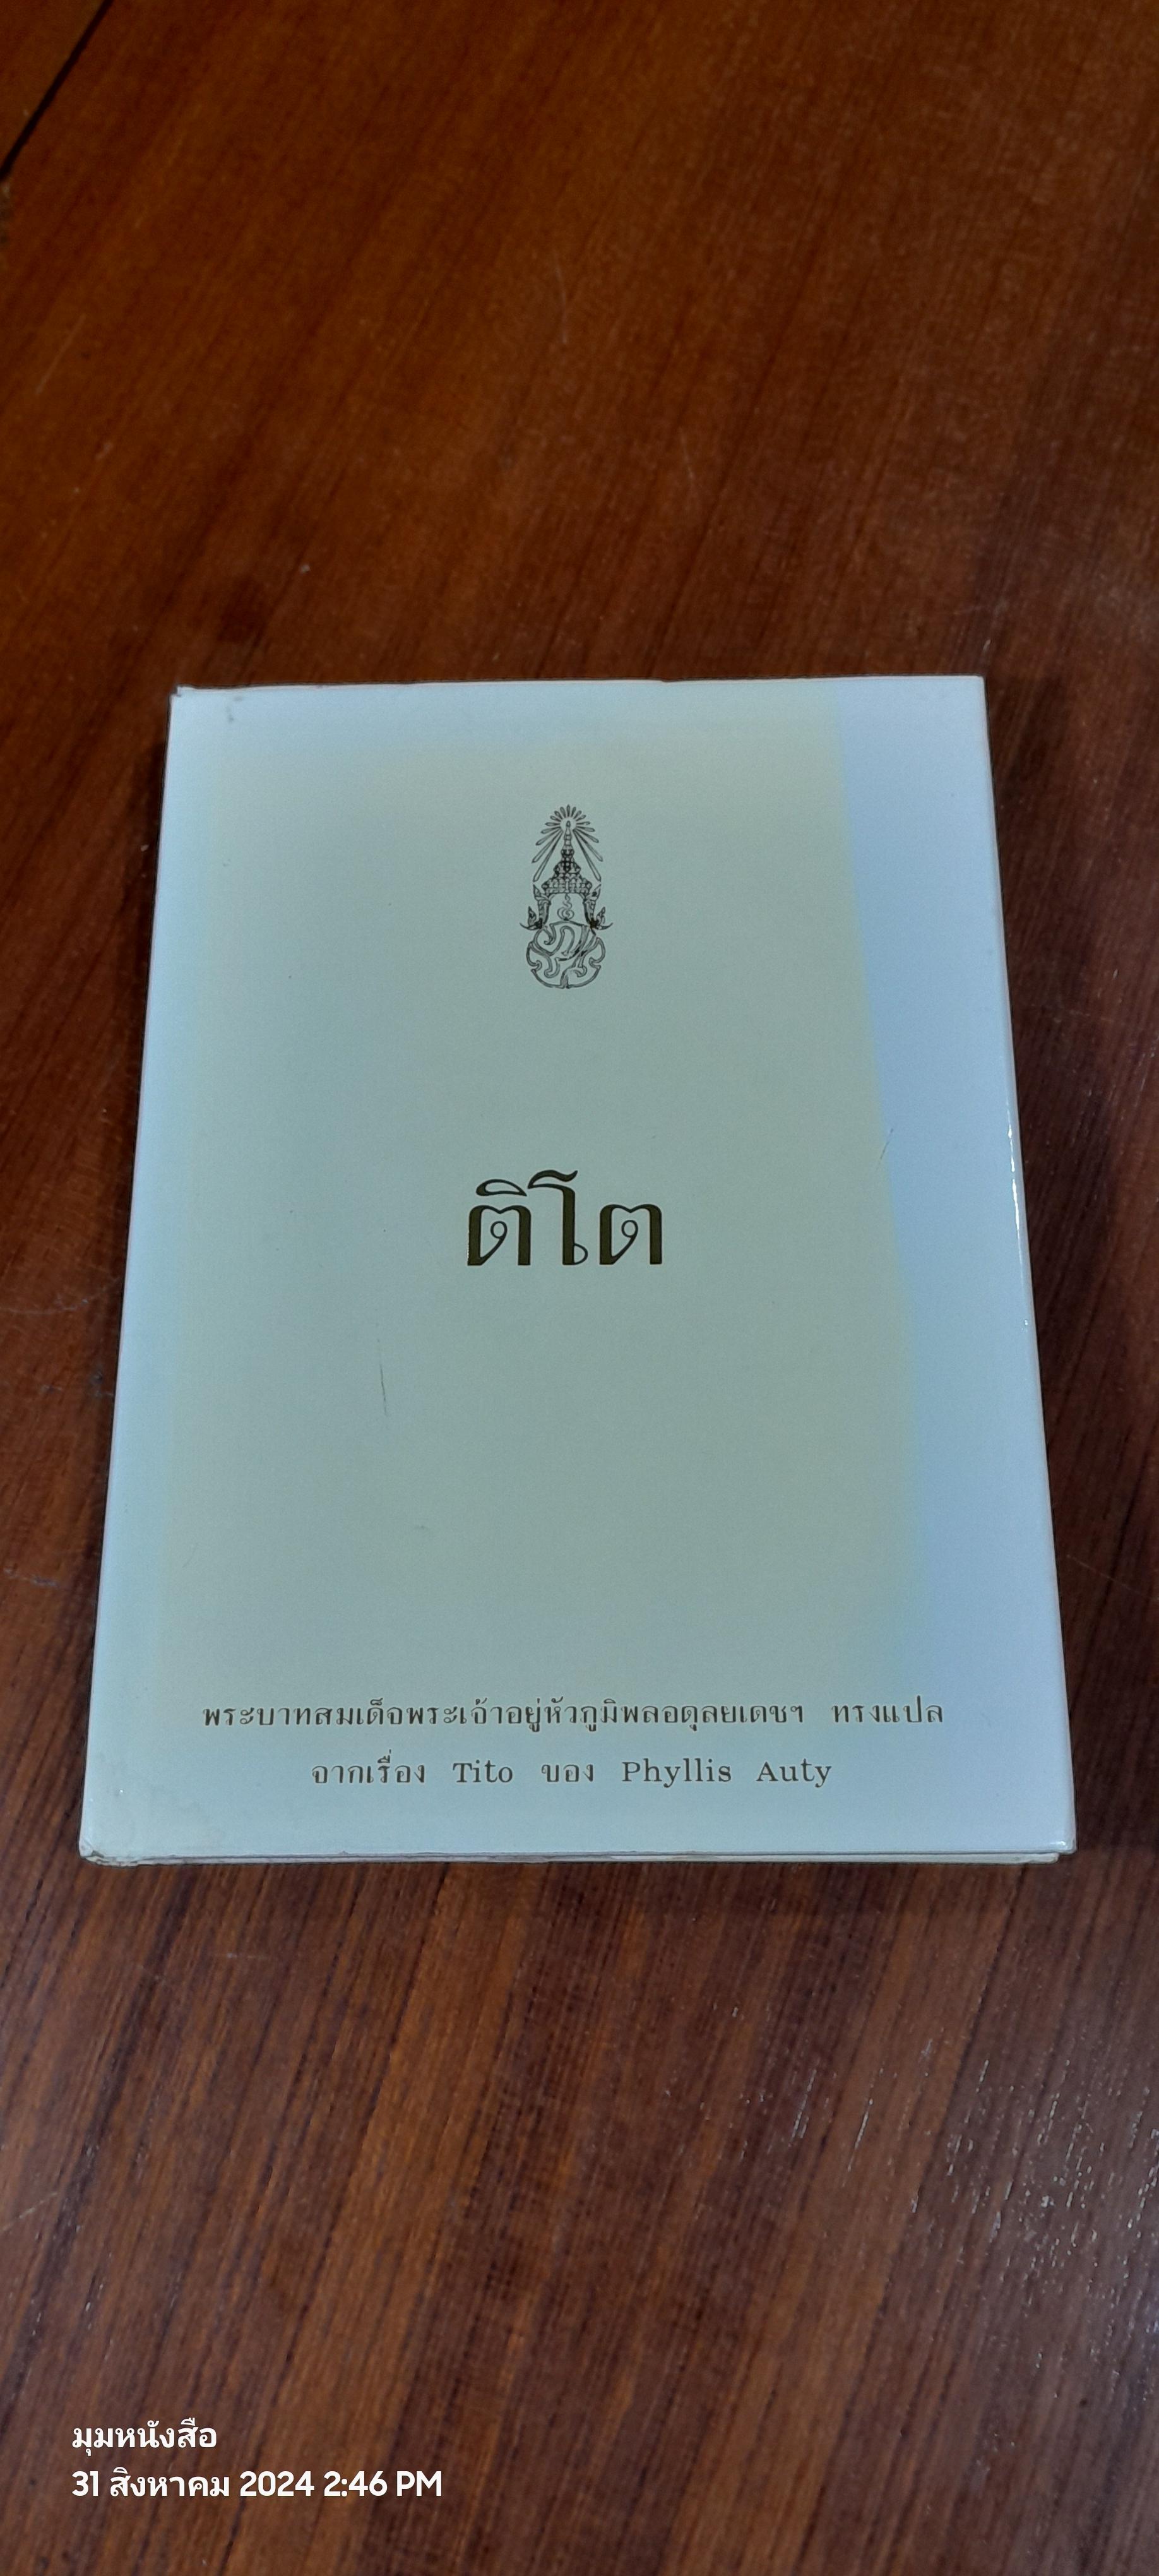 ติโต
พระบาทสมเด็จพระเจ้าอยู่หัวภูมิพลอดุลยเดชฯ ทรงแปล
จากเรื่อง Tito ของ Phyllis Auty
มุมหนังสือ
31 สิงหาคม 2024 2:46 PM